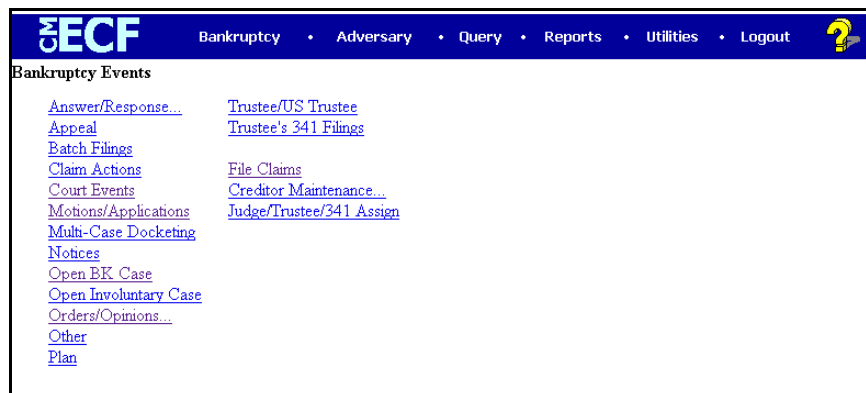 CM ECF Bankruptcy • Adversary • Query • Reports • Utilities • Logout ?
Bankruptcy Events
Answer/Response... Trustee/US Trustee
Appeal Trustee's 341 Filings
Batch Filings
Claim Actions File Claims
Court Events Creditor Maintenance...
Motions/Applications Judge/Trustee/341 Assign
Multi-Case Docketing
Notices
Open BK Case
Open Involuntary Case
Orders/Opinions...
Other
Plan